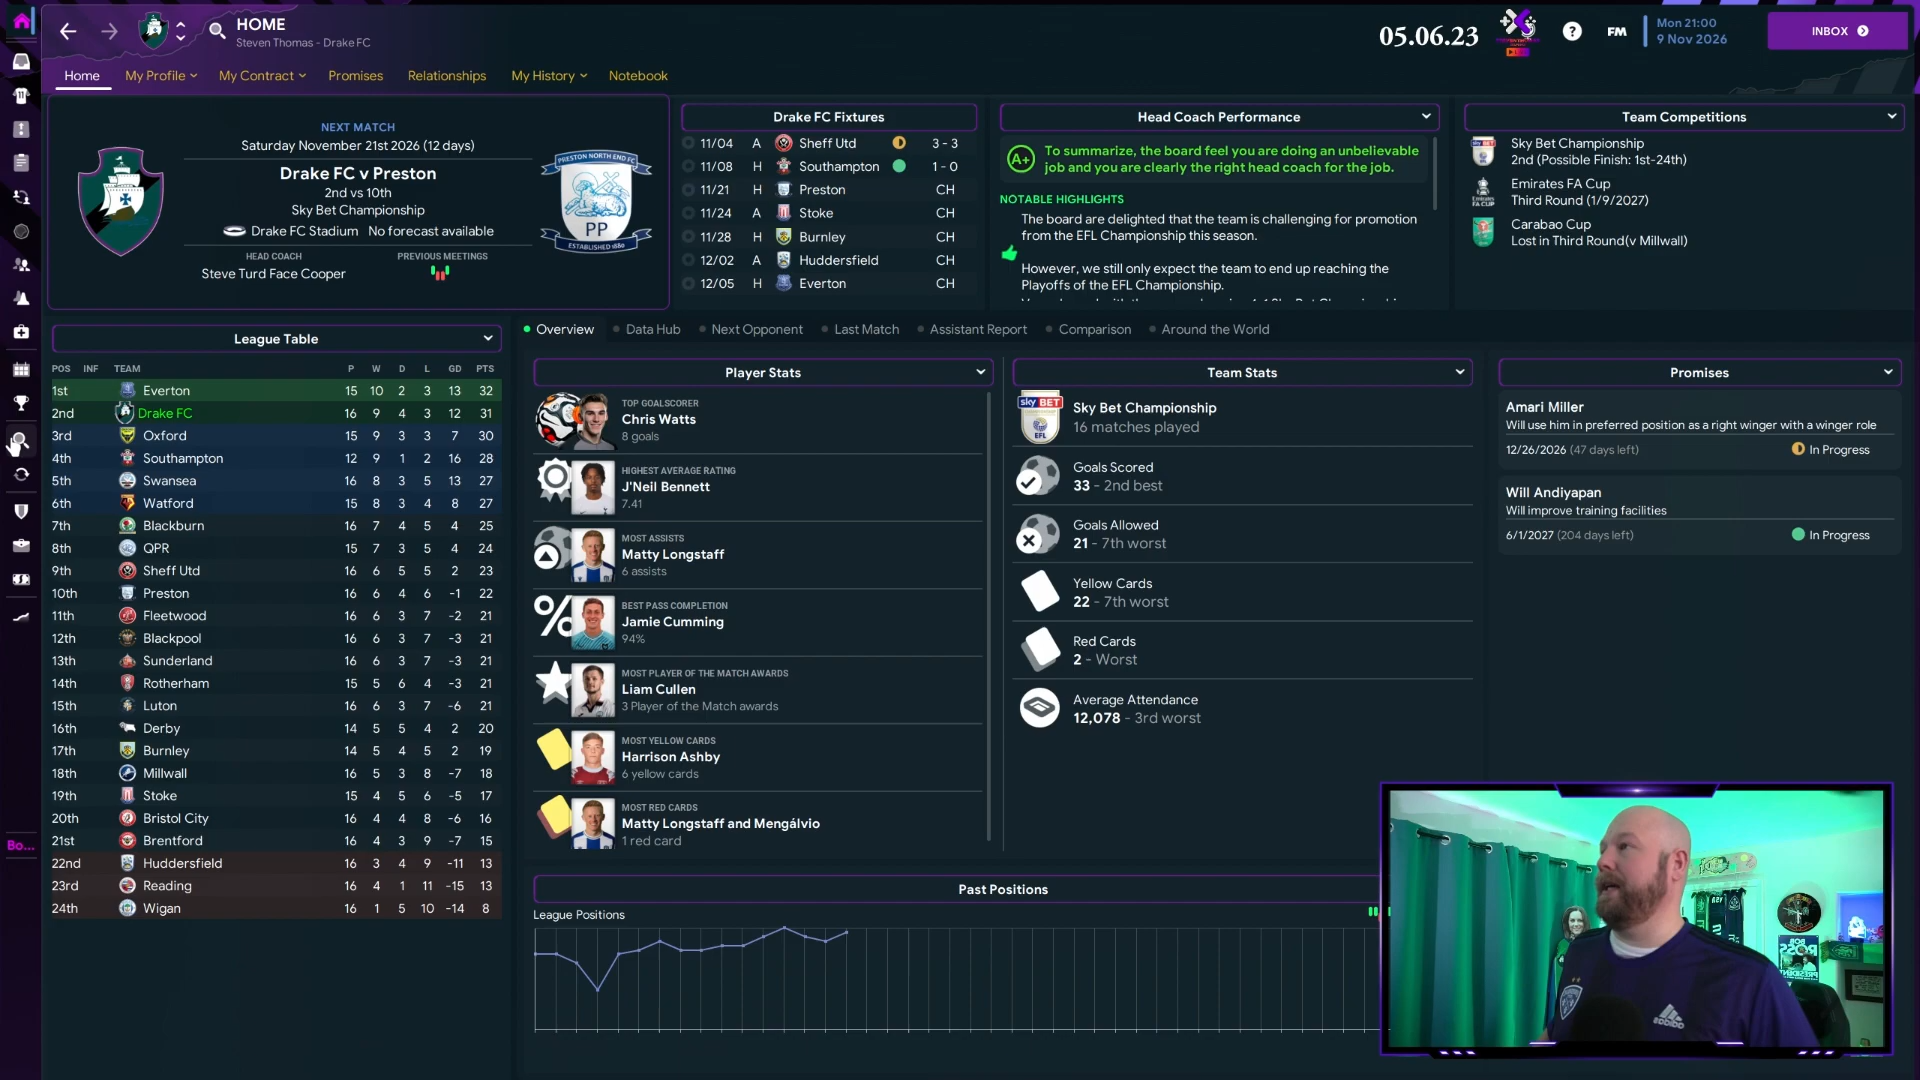 HOME
Steven Thomas - Drake FC
05.06.23
FM
Mon 21:00
9 Nov 2026
INBOX
Home
My Profile
My Contract
Promises
Relationships
My History
Notebook
NEXT MATCH
Saturday November 21st 2026 (12 days)
Drake FC v Preston
2nd vs 10th
Sky Bet Championship
Drake FC Stadium No forecast available
HEAD COACH
Steve Turd Face Cooper
PREVIOUS MEETINGS
PRESTON NORTH END FC
PP
ESTABLISHED 1880
Drake FC Fixtures
11/04 A Sheff Utd 3 - 3
11/08 H Southampton 1 - 0
11/21 H Preston CH
11/24 A Stoke CH
11/28 H Burnley CH
12/02 A Huddersfield CH
12/05 H Everton CH
Head Coach Performance
A+
To summarize, the board feel you are doing an unbelievable
job and you are clearly the right head coach for the job.
NOTABLE HIGHLIGHTS
The board are delighted that the team is challenging for promotion
from the EFL Championship this season.
However, we still only expect the team to end up reaching the
Playoffs of the EFL Championship.
Team Competitions
Sky Bet Championship
2nd (Possible Finish: 1st-24th)
Emirates FA Cup
Third Round (1/9/2027)
Carabao Cup
Lost in Third Round(v Millwall)
League Table
POS INF TEAM P W D L GD PTS
1st Everton 15 10 2 3 13 32
2nd Drake FC 16 9 4 3 12 31
3rd Oxford 15 9 3 3 7 30
4th Southampton 12 9 1 2 16 28
5th Swansea 16 8 3 5 13 27
6th Watford 15 8 3 4 8 27
7th Blackburn 16 7 4 5 4 25
8th QPR 15 7 3 5 4 24
9th Sheff Utd 16 6 5 5 2 23
10th Preston 16 6 4 6 -1 22
11th Fleetwood 16 6 3 7 -2 21
12th Blackpool 16 6 3 7 -3 21
13th Sunderland 16 6 3 7 -3 21
14th Rotherham 15 5 6 4 -3 21
15th Luton 16 6 3 7 -6 21
16th Derby 14 5 5 4 2 20
17th Burnley 14 5 4 5 2 19
18th Millwall 16 5 3 8 -7 18
19th Stoke 15 4 5 6 -5 17
20th Bristol City 16 4 4 8 -6 16
21st Brentford 16 4 3 9 -7 15
22nd Huddersfield 16 3 4 9 -11 13
23rd Reading 16 4 1 11 -15 13
24th Wigan 16 1 5 10 -14 8
Bo...
Overview
Data Hub
Next Opponent
Last Match
Assistant Report
Comparison
Around the World
Player Stats
TOP GOALSCORER
Chris Watts
8 goals
HIGHEST AVERAGE RATING
J'Neil Bennett
7.41
MOST ASSISTS
Matty Longstaff
6 assists
BEST PASS COMPLETION
Jamie Cumming
94%
MOST PLAYER OF THE MATCH AWARDS
Liam Cullen
3 Player of the Match awards
MOST YELLOW CARDS
Harrison Ashby
6 yellow cards
MOST RED CARDS
Matty Longstaff and Mengálvio
1 red card
Team Stats
sky BET
EFL
Sky Bet Championship
16 matches played
Goals Scored
33 - 2nd best
Goals Allowed
21 - 7th worst
Yellow Cards
22 - 7th worst
Red Cards
2 - Worst
Average Attendance
12,078 - 3rd worst
Promises
Amari Miller
Will use him in preferred position as a right winger with a winger role
12/26/2026 (47 days left) In Progress
Will Andiyapan
Will improve training facilities
6/1/2027 (204 days left) In Progress
Past Positions
League Positions
BOB
ROSS
PRESIDENT
adidas